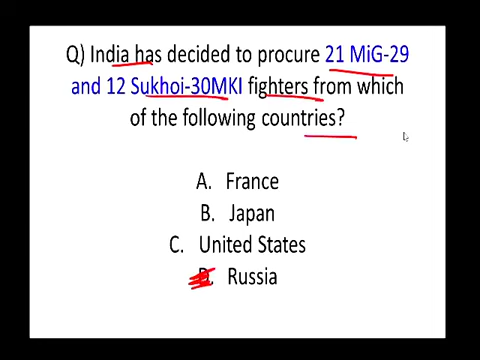 Q) India has decided to procure 21 MiG-29
and 12 Sukhoi-30MKI fighters from which
of the following countries?
A. France
B. Japan
C. United States
D. Russia